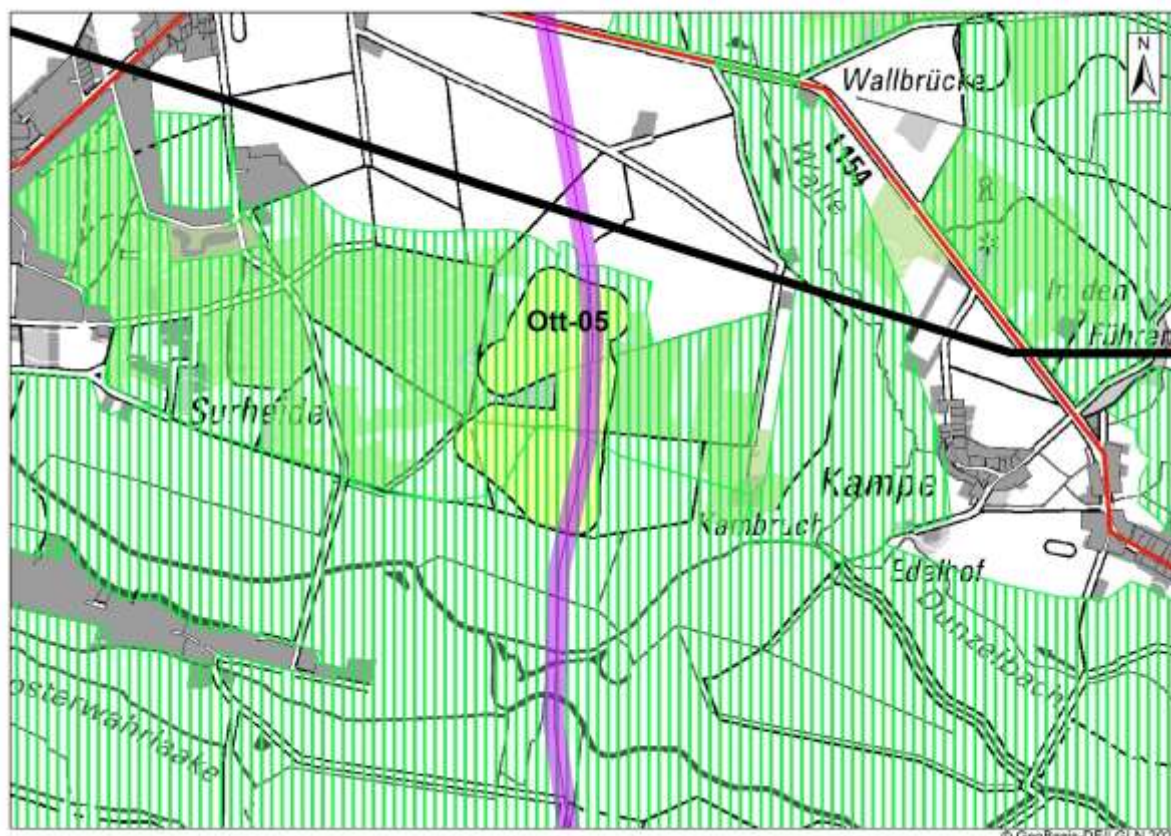 N
Wallbrücke
Walle
L154
In den
Führen
Ott-05
Surheide
Kampe
Kambruch
Edelhof
Dunzelbach
osterwahrlaake